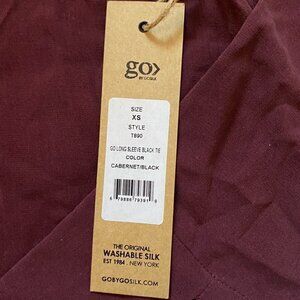 go>
BY GOSILK
SIZE
XS
STYLE
T890
GO LONG SLEEVE BLACK TIE
COLOR
CABERNET/BLACK
THE ORIGINAL
WASHABLE SILK
EST 1984 . NEW YORK
GOBYGOSILK.COM